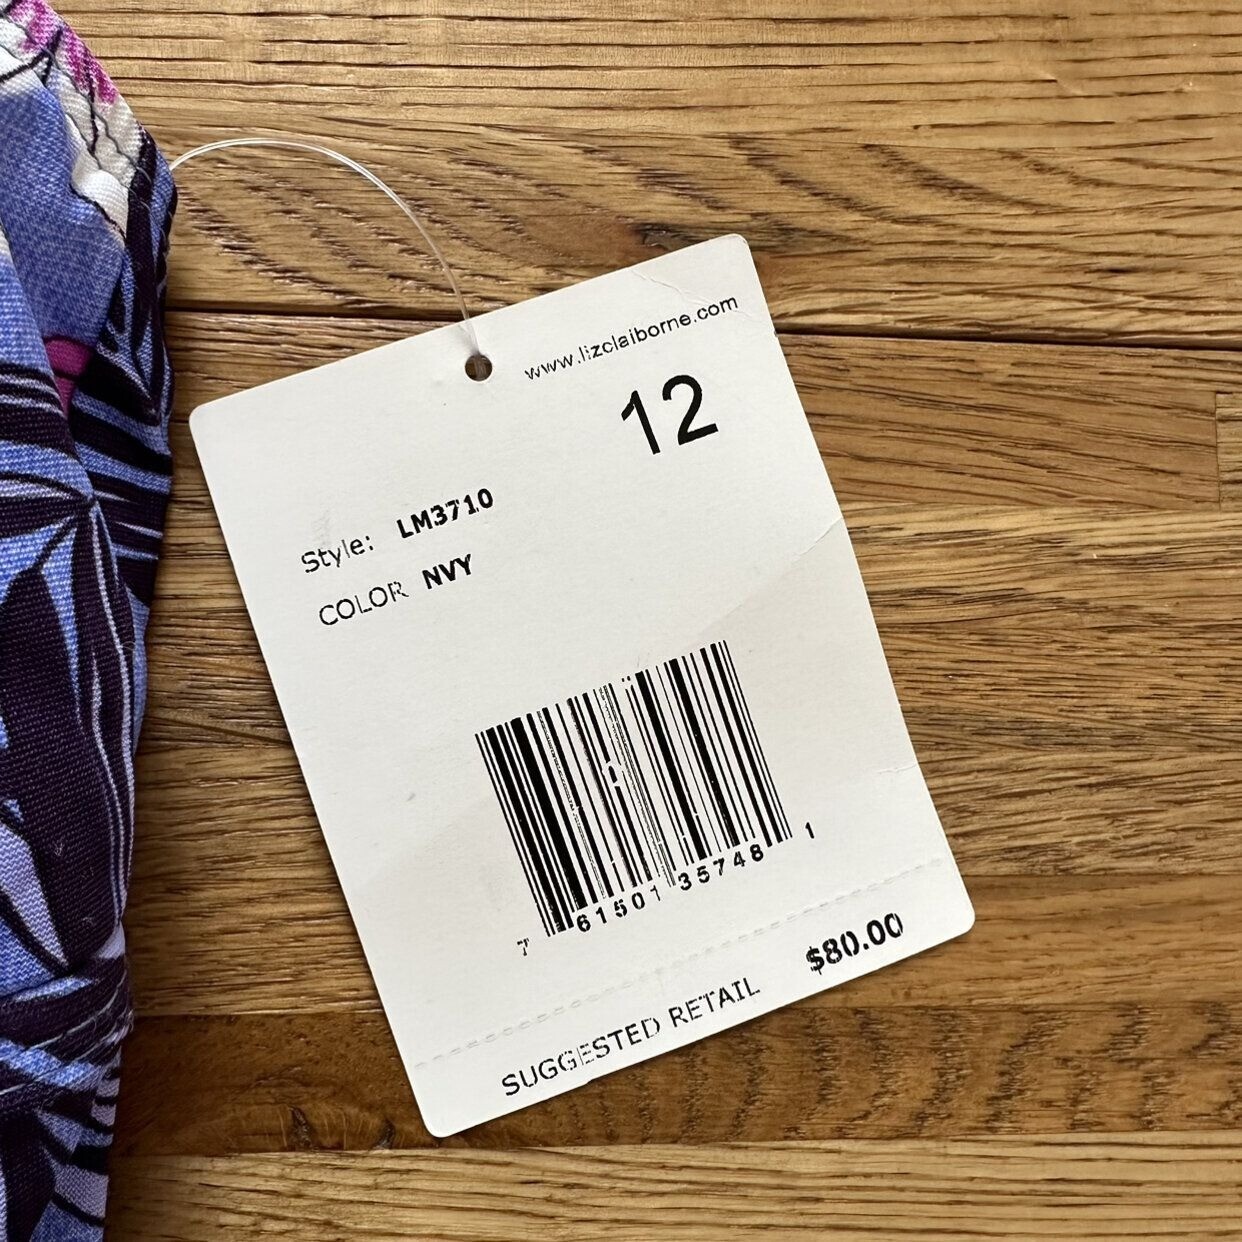 www.lizclaiborne.com
12
Style: LM3710
COLOR NVY
7 61501 35748 1
SUGGESTED RETAIL $80.00